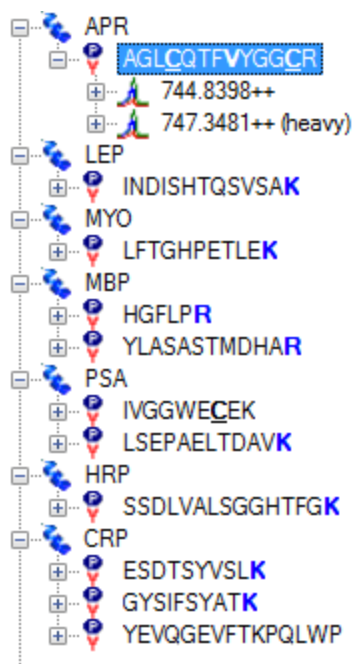 APR
AGLCQTFVYGGCR
744.8398++
747.3481++ (heavy)
LEP
INDISHTQSVSAK
MYO
LFTGHPETLEK
MBP
HGFLPR
YLASASTMDHAR
PSA
IVGGWECEK
LSEPAELTDAVK
HRP
SSDLVALSGGHTFGK
CRP
ESDTSYVSLK
GYSIFSYATK
YEVQGEVFTKPQLWP